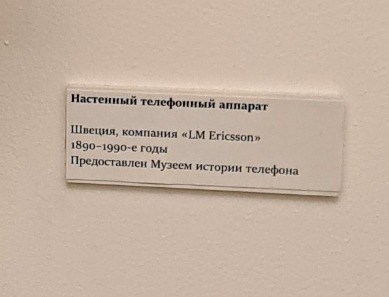 Настенный телефонный аппарат
Швеция, компания «LM Ericsson»
1890–1990-е годы
Предоставлен Музеем истории телефона